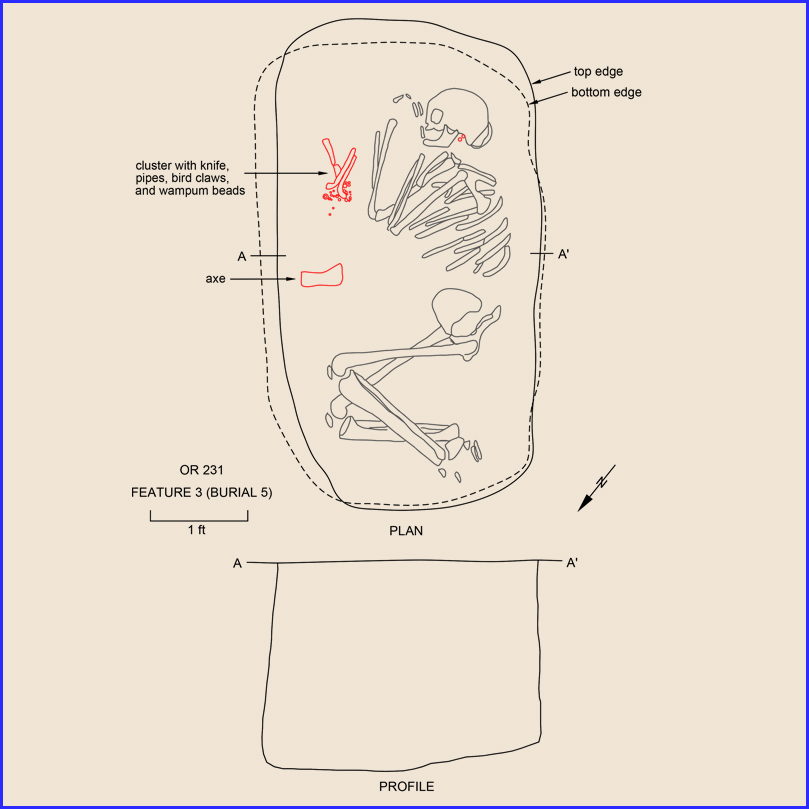 top edge
bottom edge
cluster with knife,
pipes, bird claws,
and wampum beads
A
A'
axe
OR 231
FEATURE 3 (BURIAL 5)
1 ft
N
PLAN
A
A'
PROFILE